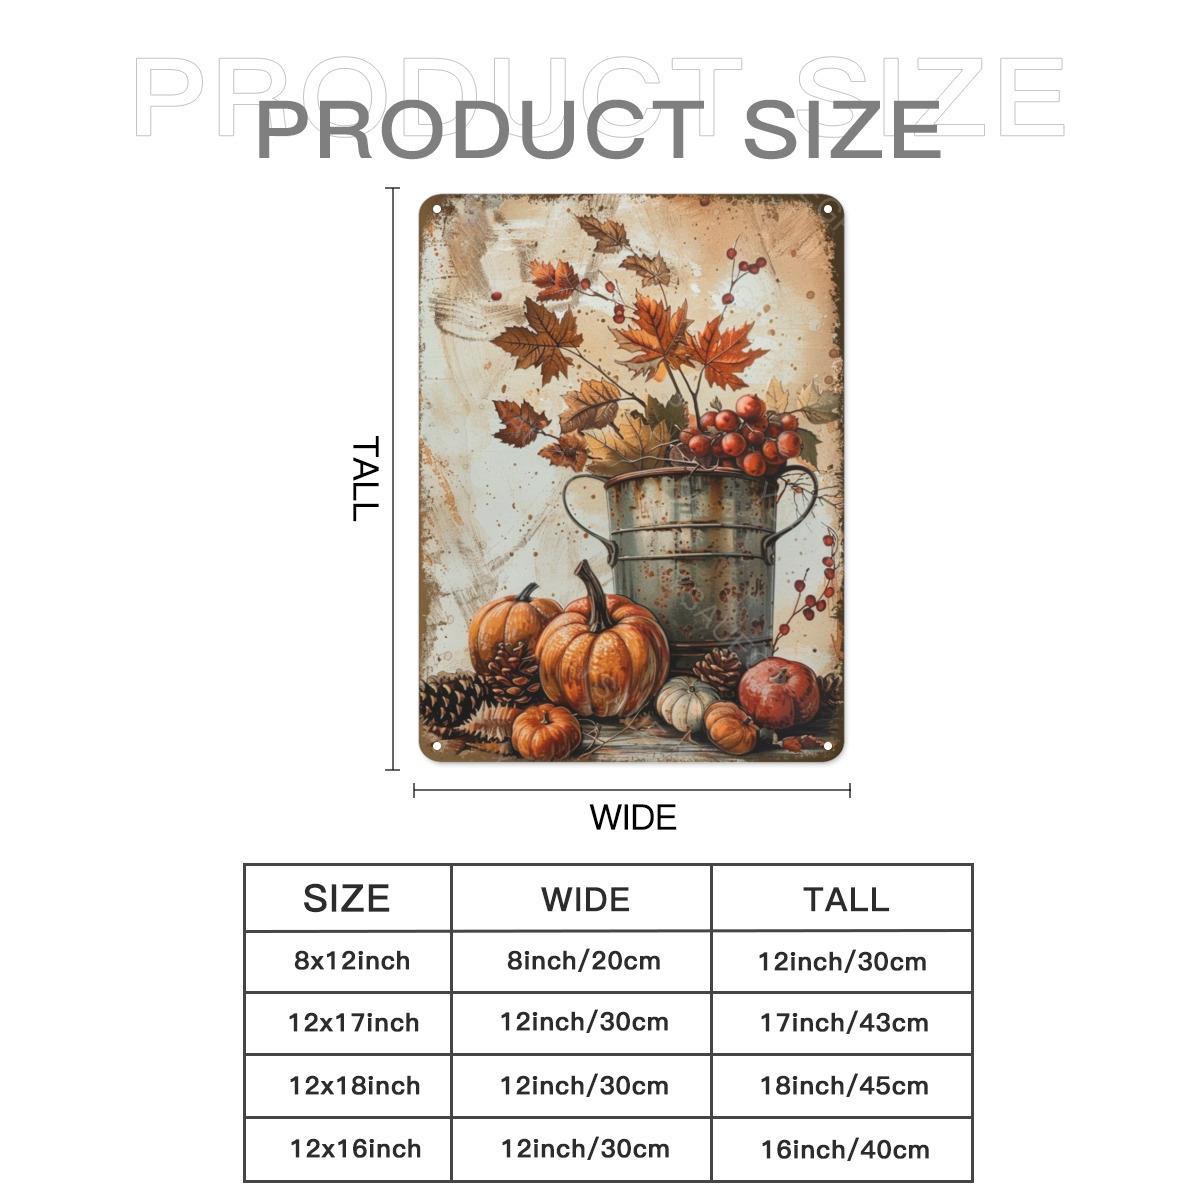 PRODUCT SIZE
PRODUCT SIZE
TALL
WIDE
SIZE WIDE TALL
8x12inch 8inch/20cm 12inch/30cm
12x17inch 12inch/30cm 17inch/43cm
12x18inch 12inch/30cm 18inch/45cm
12x16inch 12inch/30cm 16inch/40cm